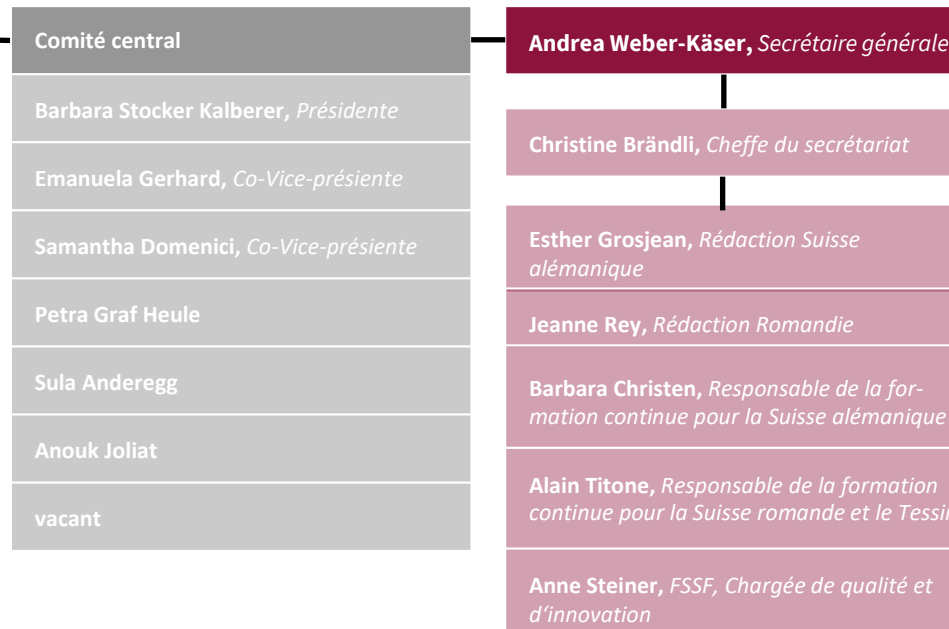 Comité central
Barbara Stocker Kalberer, Présidente
Emanuela Gerhard, Co-Vice-présiente
Samantha Domenici, Co-Vice-présiente
Petra Graf Heule
Sula Anderegg
Anouk Joliat
vacant
Andrea Weber-Käser, Secrétaire générale
Christine Brändli, Cheffe du secrétariat
Esther Grosjean, Rédaction Suisse
alémanique
Jeanne Rey, Rédaction Romandie
Barbara Christen, Responsable de la for-
mation continue pour la Suisse alémanique
Alain Titone, Responsable de la formation
continue pour la Suisse romande et le Tessin
Anne Steiner, FSSF, Chargée de qualité et
d‘innovation